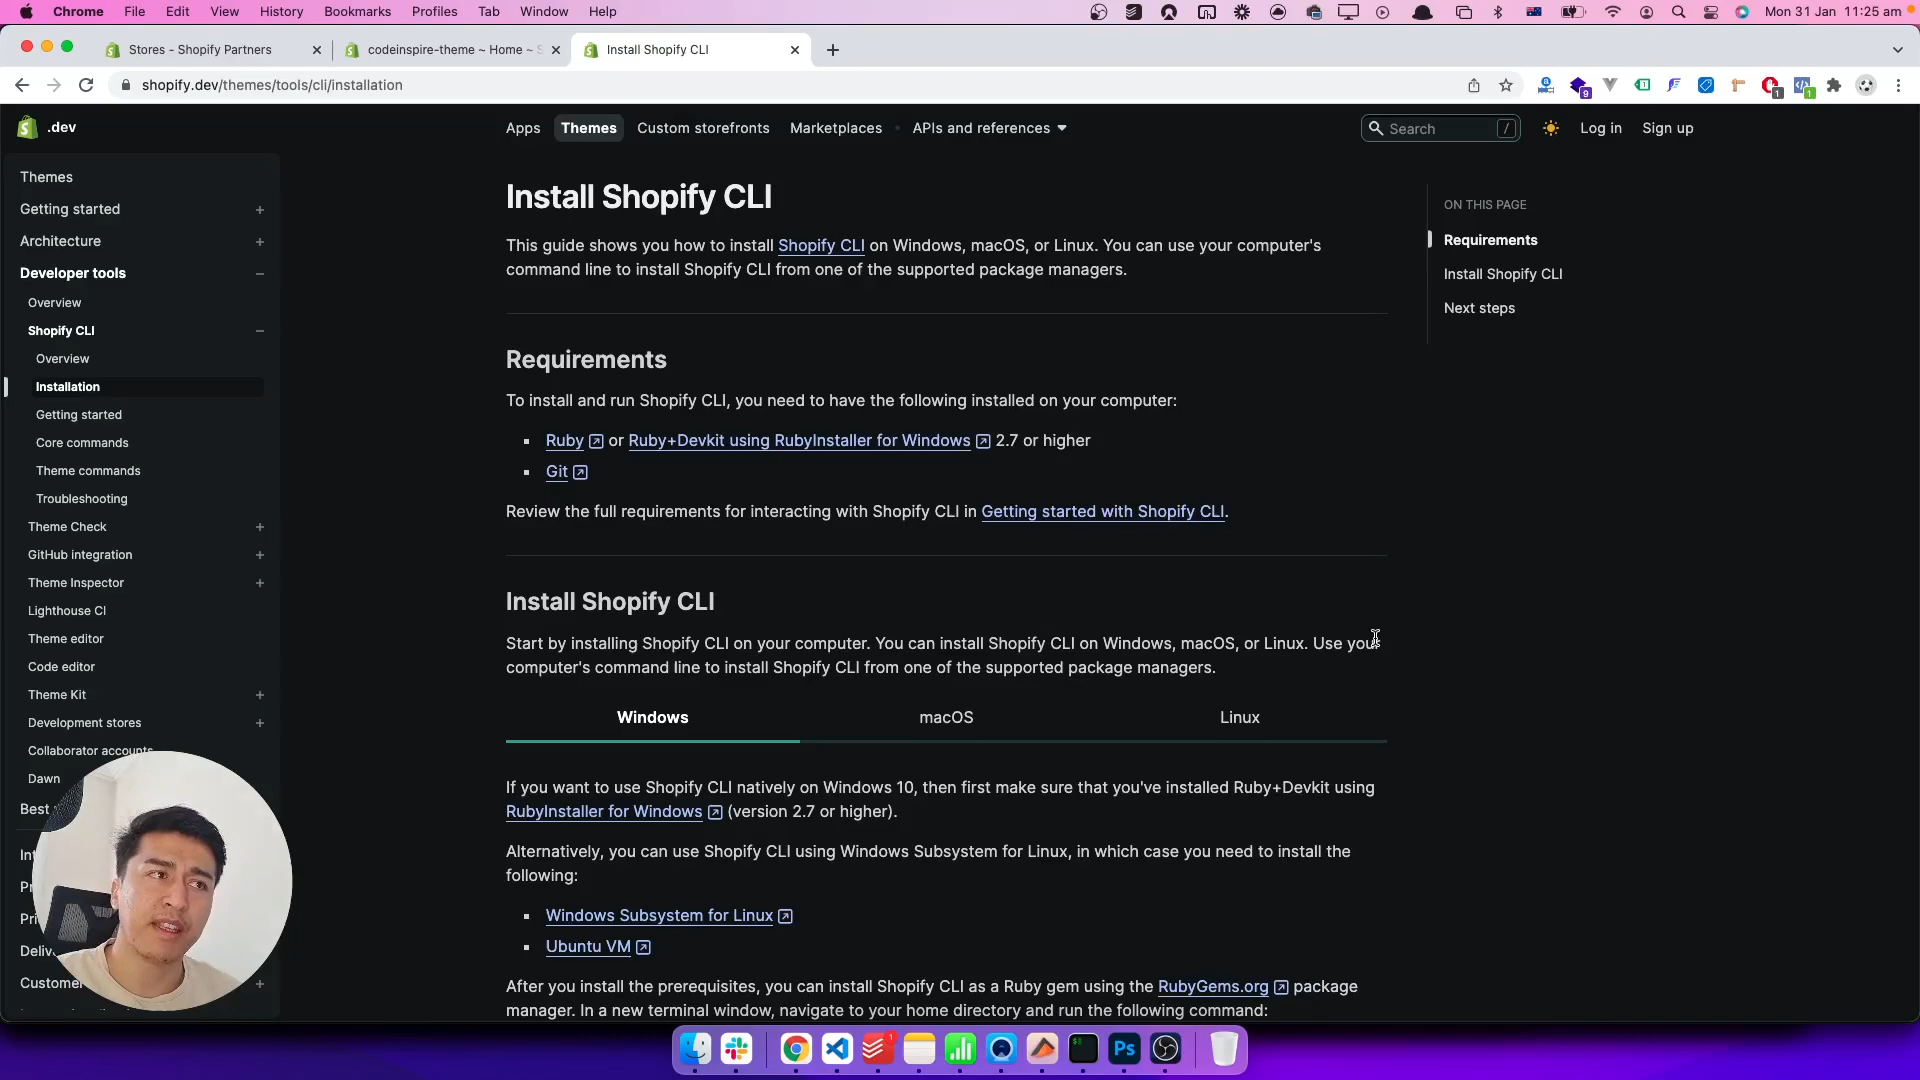 Chrome File Edit View History Bookmarks Profiles Tab Window Help Mon 31 Jan 11:25 am
Stores - Shopify Partners codeinspire-theme ~ Home ~ S Install Shopify CLI
shopify.dev/themes/tools/cli/installation 9 1 1
.dev Apps Themes Custom storefronts Marketplaces APIs and references Search / Log in Sign up
Themes
Getting started
Architecture
Developer tools
Overview
Shopify CLI
Overview
Installation
Getting started
Core commands
Theme commands
Troubleshooting
Theme Check
GitHub integration
Theme Inspector
Lighthouse CI
Theme editor
Code editor
Theme Kit
Development stores
Collaborator accounts
Dawn
Best
Int
Pr
Pri
Deliv
Customer
Install Shopify CLI
This guide shows you how to install Shopify CLI on Windows, macOS, or Linux. You can use your computer's
command line to install Shopify CLI from one of the supported package managers.
Requirements
To install and run Shopify CLI, you need to have the following installed on your computer:
▪ Ruby or Ruby+Devkit using RubyInstaller for Windows 2.7 or higher
▪ Git
Review the full requirements for interacting with Shopify CLI in Getting started with Shopify CLI.
Install Shopify CLI
Start by installing Shopify CLI on your computer. You can install Shopify CLI on Windows, macOS, or Linux. Use your
computer's command line to install Shopify CLI from one of the supported package managers.
Windows macOS Linux
If you want to use Shopify CLI natively on Windows 10, then first make sure that you've installed Ruby+Devkit using
RubyInstaller for Windows (version 2.7 or higher).
Alternatively, you can use Shopify CLI using Windows Subsystem for Linux, in which case you need to install the
following:
▪ Windows Subsystem for Linux
▪ Ubuntu VM
After you install the prerequisites, you can install Shopify CLI as a Ruby gem using the RubyGems.org package
manager. In a new terminal window, navigate to your home directory and run the following command:
ON THIS PAGE
Requirements
Install Shopify CLI
Next steps
1
Ps